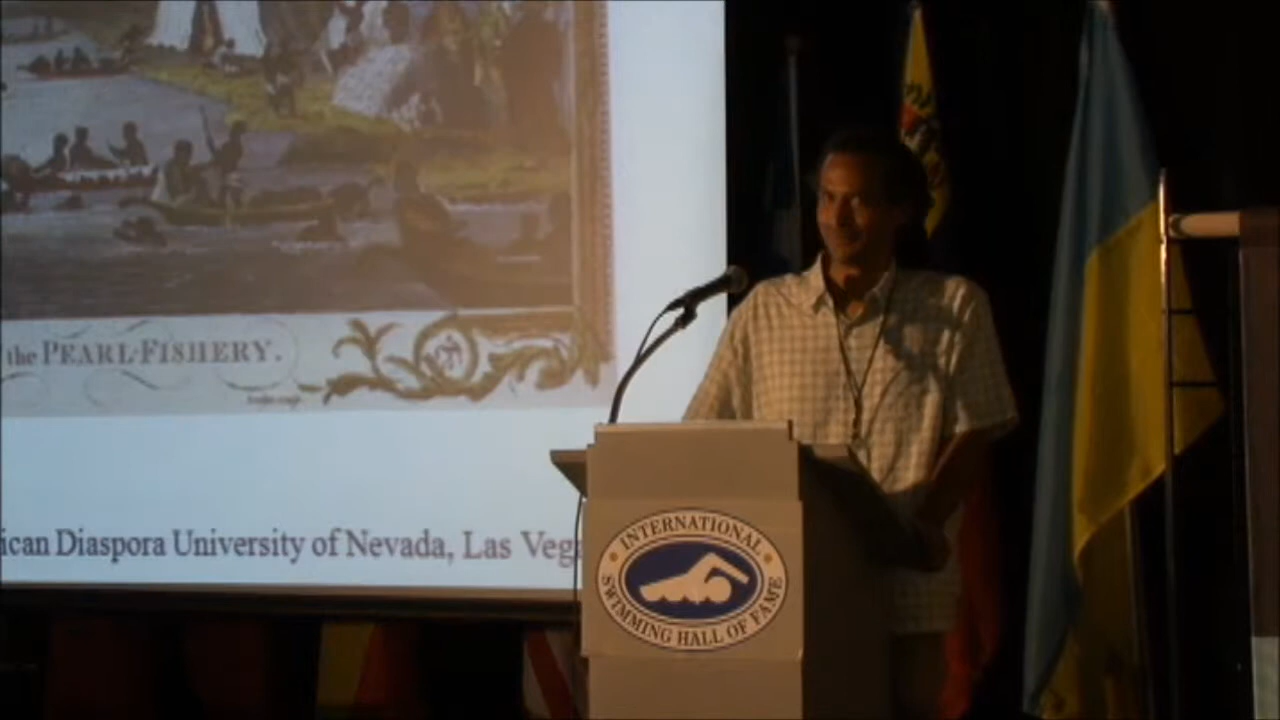 the PEARL-FISHERY.
ican Diaspora University of Nevada, Las Veg
INTERNATIONAL
SWIMMING HALL OF FAME